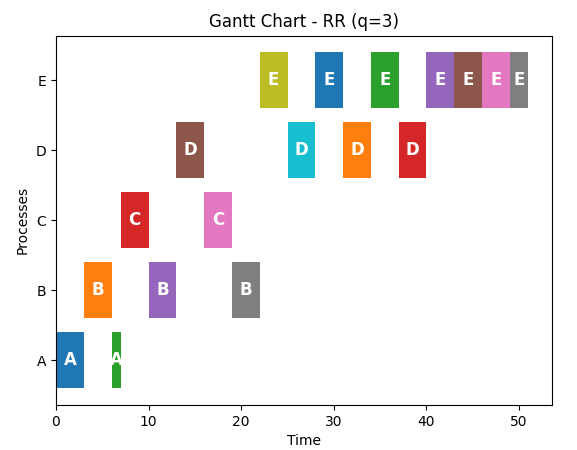 Gantt Chart - RR (q=3)
E E E E E E E E
D D D D D
C C C
B B B B
A A A
0 10 20 30 40 50
Time
Processes